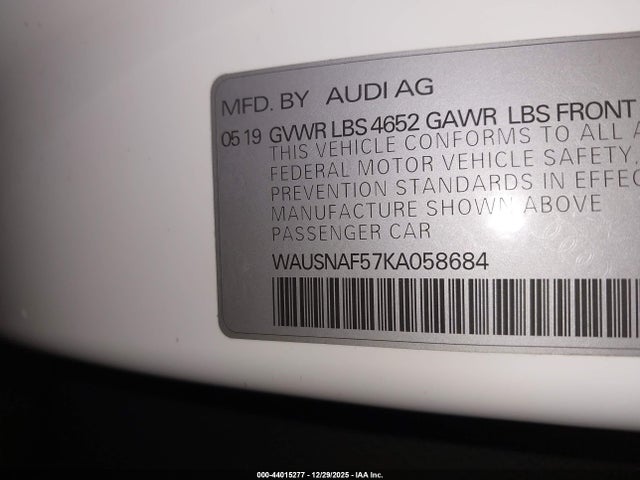 MFD. BY AUDI AG
05 19 GVWR LBS 4652 GAWR LBS FRONT
THIS VEHICLE CONFORMS TO ALL A
FEDERAL MOTOR VEHICLE SAFETY,
PREVENTION STANDARDS IN EFFEC
MANUFACTURE SHOWN ABOVE
PASSENGER CAR
WAUSNAF57KA058684
000-44015277 - 12/29/2025 - IAA Inc.